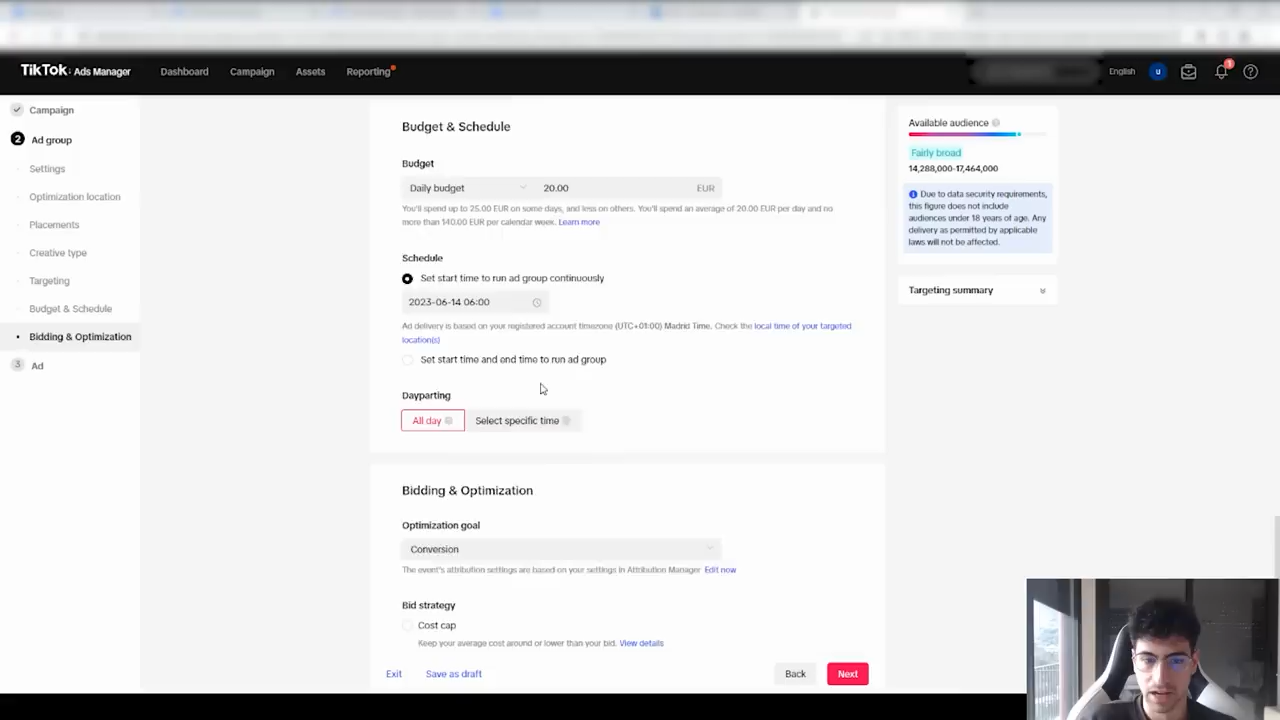 TikTok: Ads Manager
Dashboard
Campaign
Assets
Reporting
English
u
1
Campaign
2 Ad group
Settings
Optimization location
Placements
Creative type
Targeting
Budget & Schedule
Bidding & Optimization
3 Ad
Budget & Schedule
Budget
Daily budget
20.00
EUR
You'll spend up to 25.00 EUR on some days, and less on others. You'll spend an average of 20.00 EUR per day and no
more than 140.00 EUR per calendar week. Learn more
Schedule
Set start time to run ad group continuously
2023-06-14 06:00
Ad delivery is based on your registered account timezone (UTC+01:00) Madrid Time. Check the local time of your targeted
location(s)
Set start time and end time to run ad group
Dayparting
All day
Select specific time
Bidding & Optimization
Optimization goal
Conversion
The event's attribution settings are based on your settings in Attribution Manager Edit now
Bid strategy
Cost cap
Keep your average cost around or lower than your bid. View details
Exit
Save as draft
Back
Next
Available audience
Fairly broad
14,288,000-17,464,000
Due to data security requirements,
this figure does not include
audiences under 18 years of age. Any
delivery as permitted by applicable
laws will not be affected.
Targeting summary